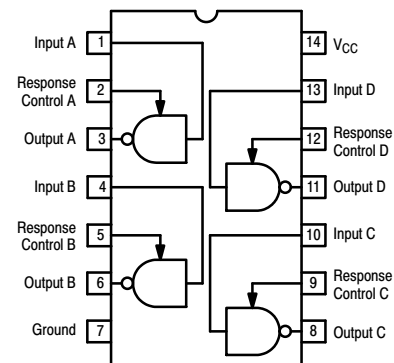 Input A 1
Response
Control A 2
Output A 3
Input B 4
Response
Control B 5
Output B 6
Ground 7
14 VCC
13 Input D
12 Response
Control D
11 Output D
10 Input C
9 Response
Control C
8 Output C